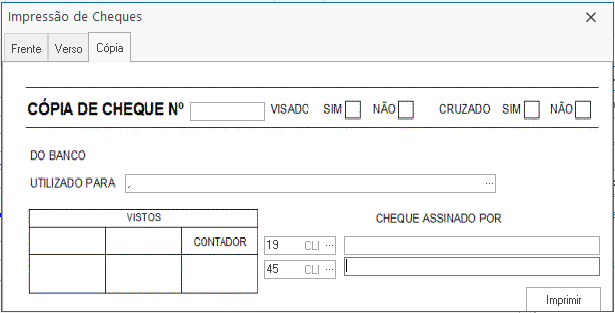 Impressão de Cheques
Frente Verso Cópia
CÓPIA DE CHEQUE Nº VISADO SIM NÃO CRUZADO SIM NÃO
DO BANCO
UTILIZADO PARA , ...
VISTOS
CHEQUE ASSINADO POR
CONTADOR
19 CLI ...
45 CLI ...
Imprimir